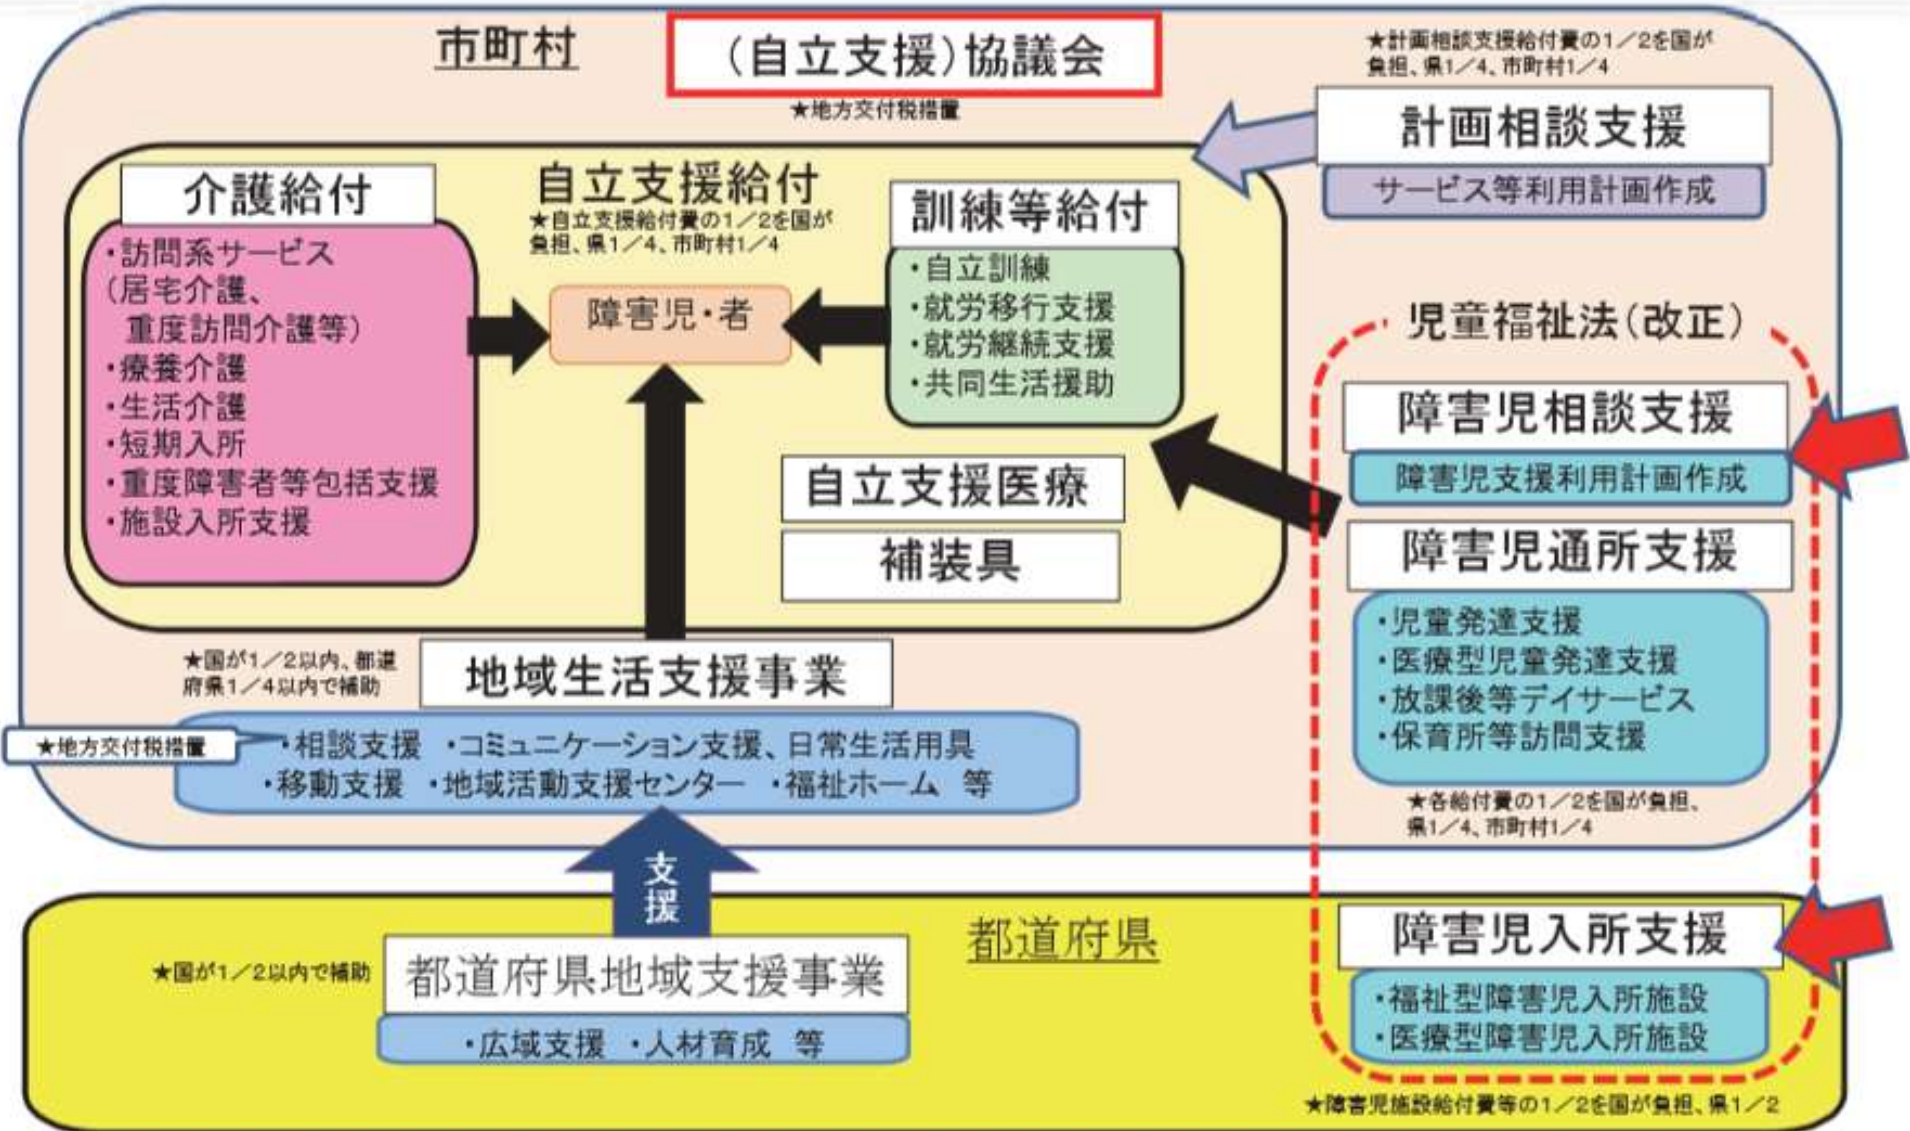 市町村
(自立支援)協議会
★地方交付税措置
★計画相談支援給付費の1/2を国が
負担、県1/4、市町村1/4
計画相談支援
サービス等利用計画作成
介護給付
・訪問系サービス
(居宅介護、
重度訪問介護等)
・療養介護
・生活介護
・短期入所
・重度障害者等包括支援
・施設入所支援
自立支援給付
★自立支援給付費の1/2を国が
負担、県1/4、市町村1/4
障害児・者
訓練等給付
・自立訓練
・就労移行支援
・就労継続支援
・共同生活援助
自立支援医療
補装具
児童福祉法(改正)
障害児相談支援
障害児支援利用計画作成
障害児通所支援
・児童発達支援
・医療型児童発達支援
・放課後等デイサービス
・保育所等訪問支援
★各給付費の1/2を国が負担、
県1/4、市町村1/4
★国が1/2以内、都道
府県1/4以内で補助
地域生活支援事業
★地方交付税措置
・相談支援 ・コミュニケーション支援、日常生活用具
・移動支援 ・地域活動支援センター ・福祉ホーム 等
支援
都道府県
★国が1/2以内で補助
都道府県地域支援事業
・広域支援 ・人材育成 等
障害児入所支援
・福祉型障害児入所施設
・医療型障害児入所施設
★障害児施設給付費等の1/2を国が負担、県1/2